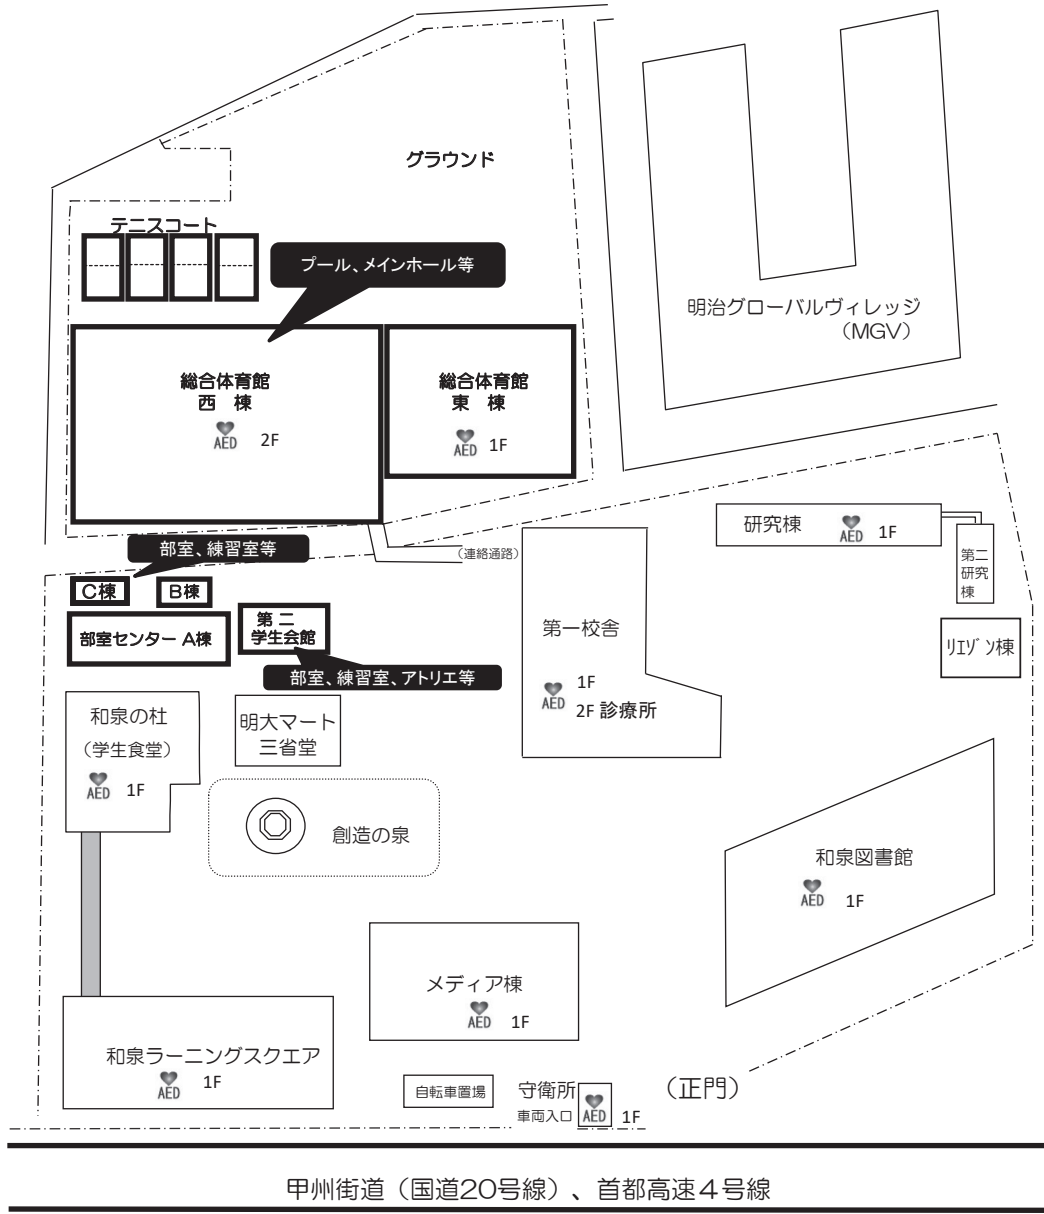 グラウンド
テニスコート
プール、メインホール等
明治グローバルヴィレッジ
（MGV）
総合体育館
西 棟
AED 2F
総合体育館
東 棟
AED 1F
研究棟 AED 1F
第二
研究
棟
部室、練習室等
（連絡通路）
C棟
B棟
部室センター A棟
第 二
学生会館
第一校舎
リエゾン棟
部室、練習室、アトリエ等
AED
1F
2F 診療所
和泉の杜
（学生食堂）
AED 1F
明大マート
三省堂
創造の泉
和泉図書館
AED 1F
メディア棟
AED 1F
和泉ラーニングスクエア
AED 1F
自転車置場
守衛所
車両入口
AED 1F
（正門）
甲州街道（国道20号線）、首都高速４号線